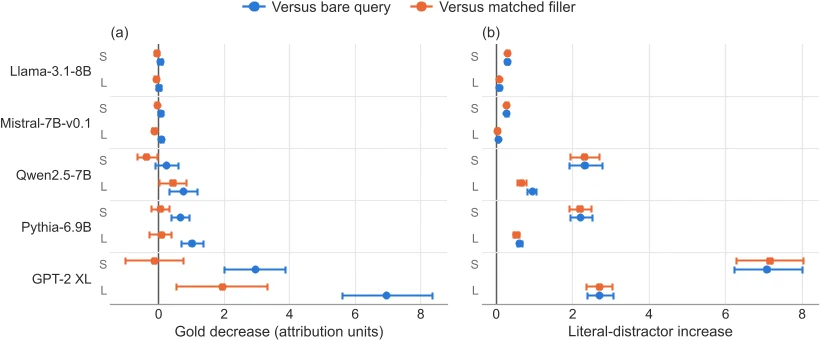 Versus bare query Versus matched filler
(a) (b)
Llama-3.1-8B S S
L L
Mistral-7B-v0.1 S S
L L
Qwen2.5-7B S S
L L
Pythia-6.9B S S
L L
GPT-2 XL S S
L L
0 2 4 6 8 0 2 4 6 8
Gold decrease (attribution units) Literal-distractor increase